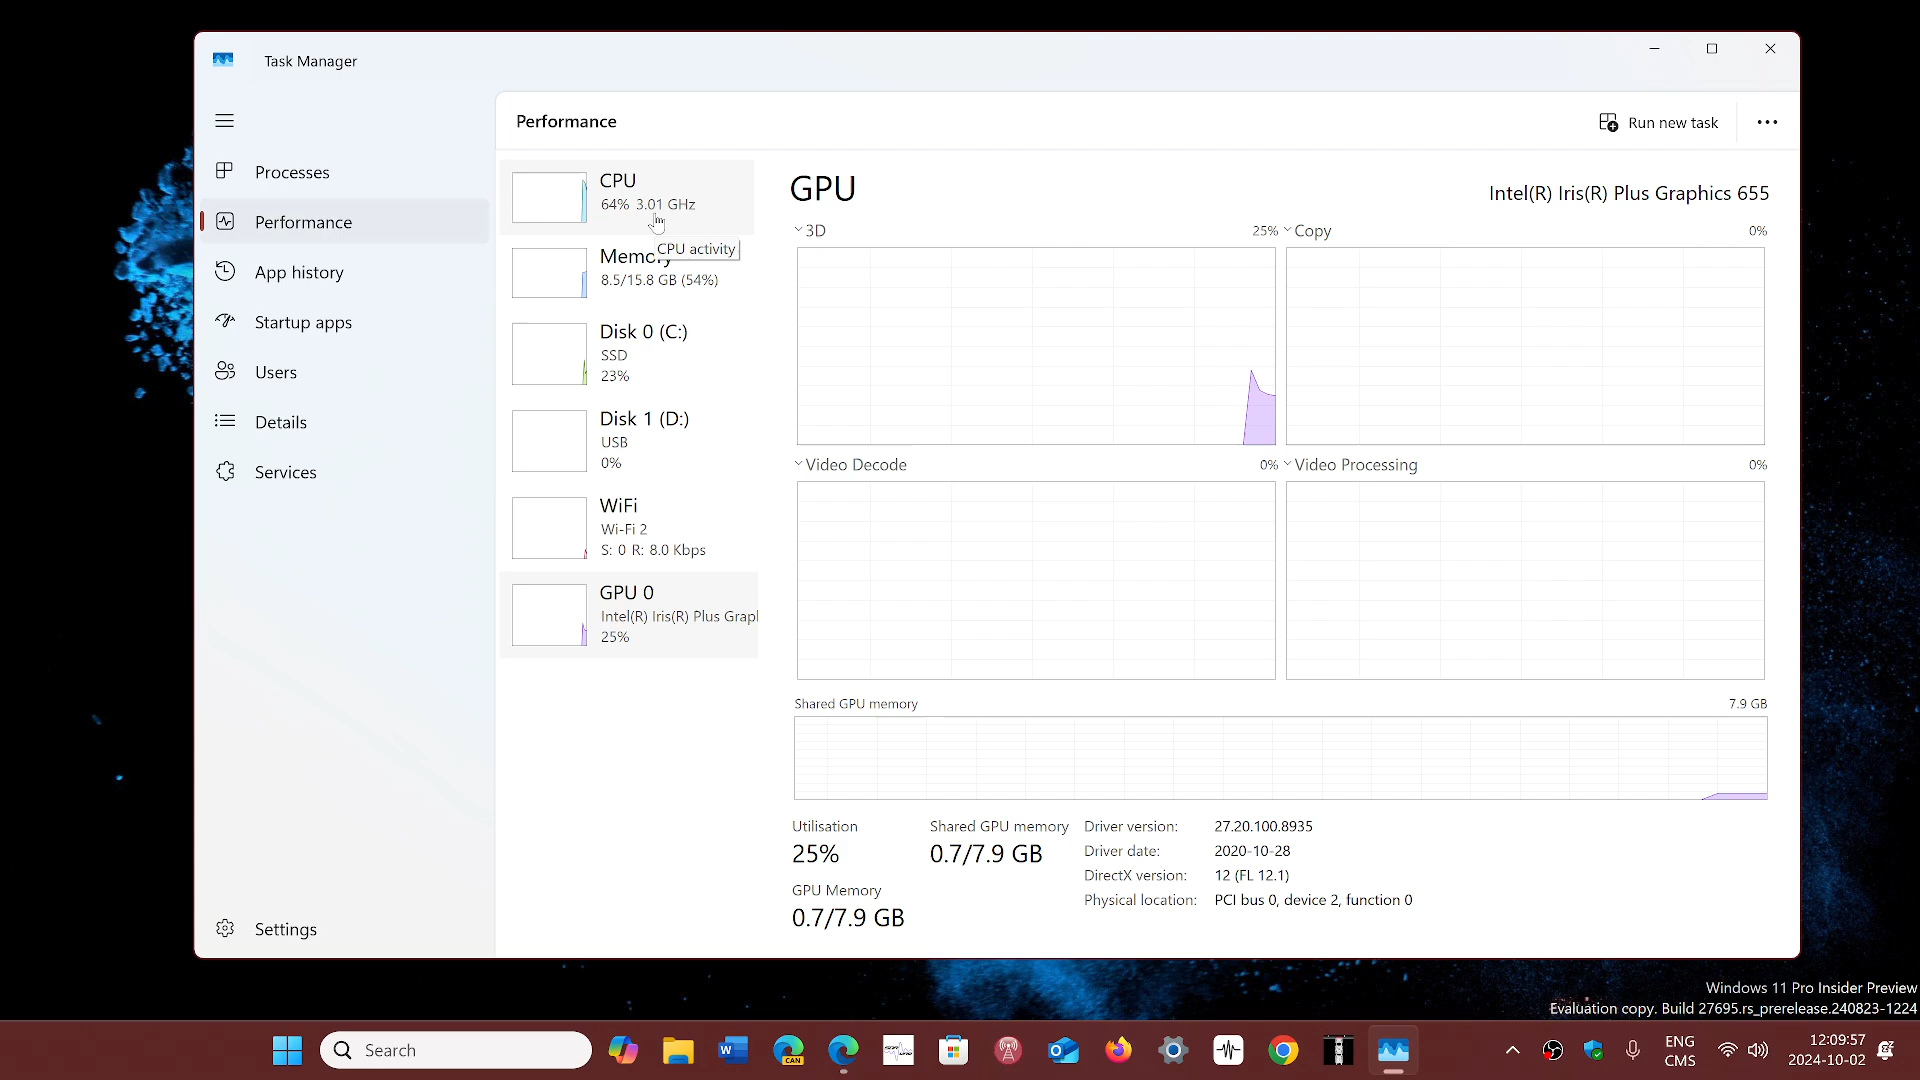 Task Manager
Performance
Run new task
Processes
Performance
App history
Startup apps
Users
Details
Services
Settings
CPU
64% 3.01 GHz
CPU activity
Memory
8.5/15.8 GB (54%)
Disk 0 (C:)
SSD
23%
Disk 1 (D:)
USB
0%
WiFi
Wi-Fi 2
S: 0 R: 8.0 Kbps
GPU 0
Intel(R) Iris(R) Plus Grap
25%
GPU
Intel(R) Iris(R) Plus Graphics 655
3D 25% Copy 0%
Video Decode 0% Video Processing 0%
Shared GPU memory 7.9 GB
Utilisation
25%
Shared GPU memory
0.7/7.9 GB
GPU Memory
0.7/7.9 GB
Driver version: 27.20.100.8935
Driver date: 2020-10-28
DirectX version: 12 (FL 12.1)
Physical location: PCI bus 0, device 2, function 0
Windows 11 Pro Insider Preview
Evaluation copy. Build 27695.rs_prerelease.240823-1224
Search
W
CAN
ENG
CMS
12:09:57
2024-10-02